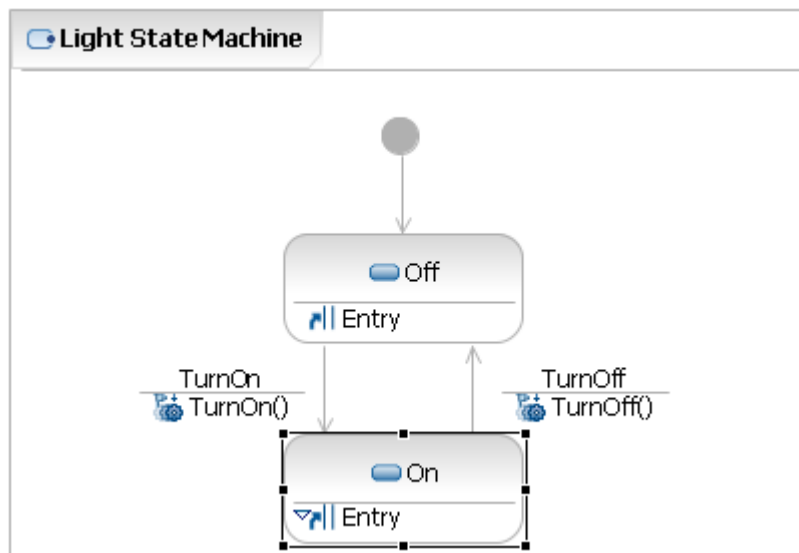 Light State Machine
Off
Entry
TurnOn
TurnOn()
TurnOff
TurnOff()
On
Entry